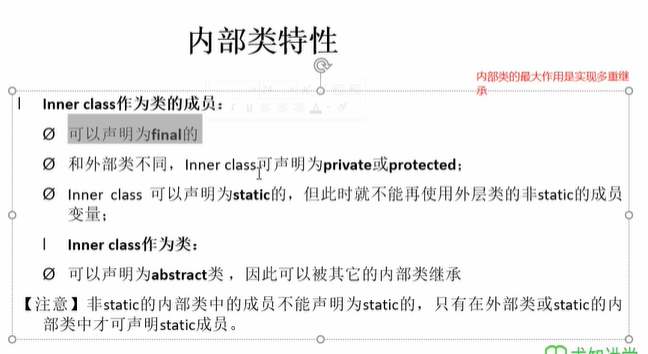 内部类特性
内部类的最大作用是实现多重继
承
l Inner class作为类的成员：
Ø 可以声明为final的
Ø 和外部类不同，Inner class可声明为private或protected；
Ø Inner class 可以声明为static的，但此时就不能再使用外层类的非static的成员
变量；
l Inner class作为类：
Ø 可以声明为abstract类 ，因此可以被其它的内部类继承
【注意】非static的内部类中的成员不能声明为static的，只有在外部类或static的内
部类中才可声明static成员。